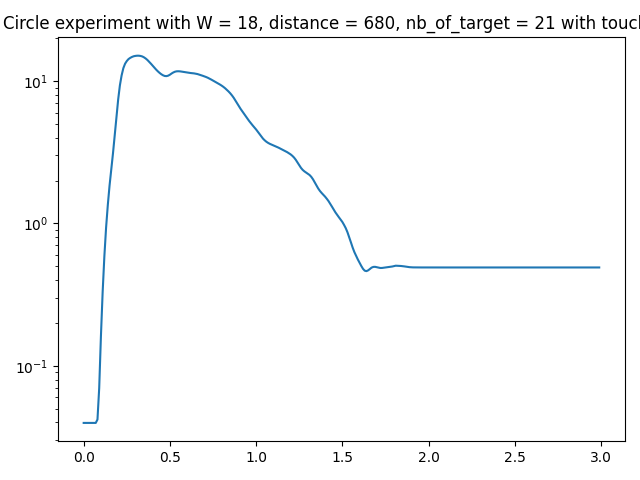 Circle experiment with W = 18, distance = 680, nb_of_target = 21 with touch
10¹
10⁰
10⁻¹
0.0 0.5 1.0 1.5 2.0 2.5 3.0